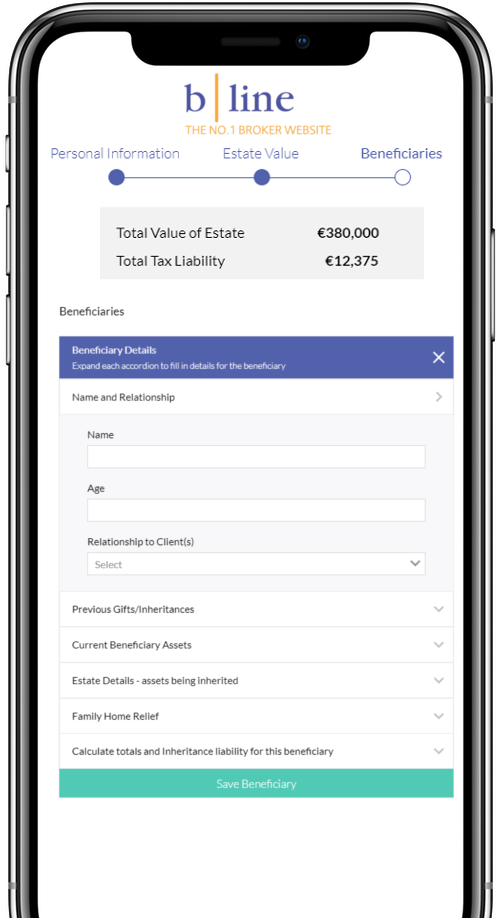 b|line
THE NO.1 BROKER WEBSITE
Personal Information Estate Value Beneficiaries
Total Value of Estate €380,000
Total Tax Liability €12,375
Beneficiaries
Beneficiary Details
Expand each accordion to fill in details for the beneficiary
Name and Relationship
Name
Age
Relationship to Client(s)
Select
Previous Gifts/Inheritances
Current Beneficiary Assets
Estate Details - assets being inherited
Family Home Relief
Calculate totals and Inheritance liability for this beneficiary
Save Beneficiary